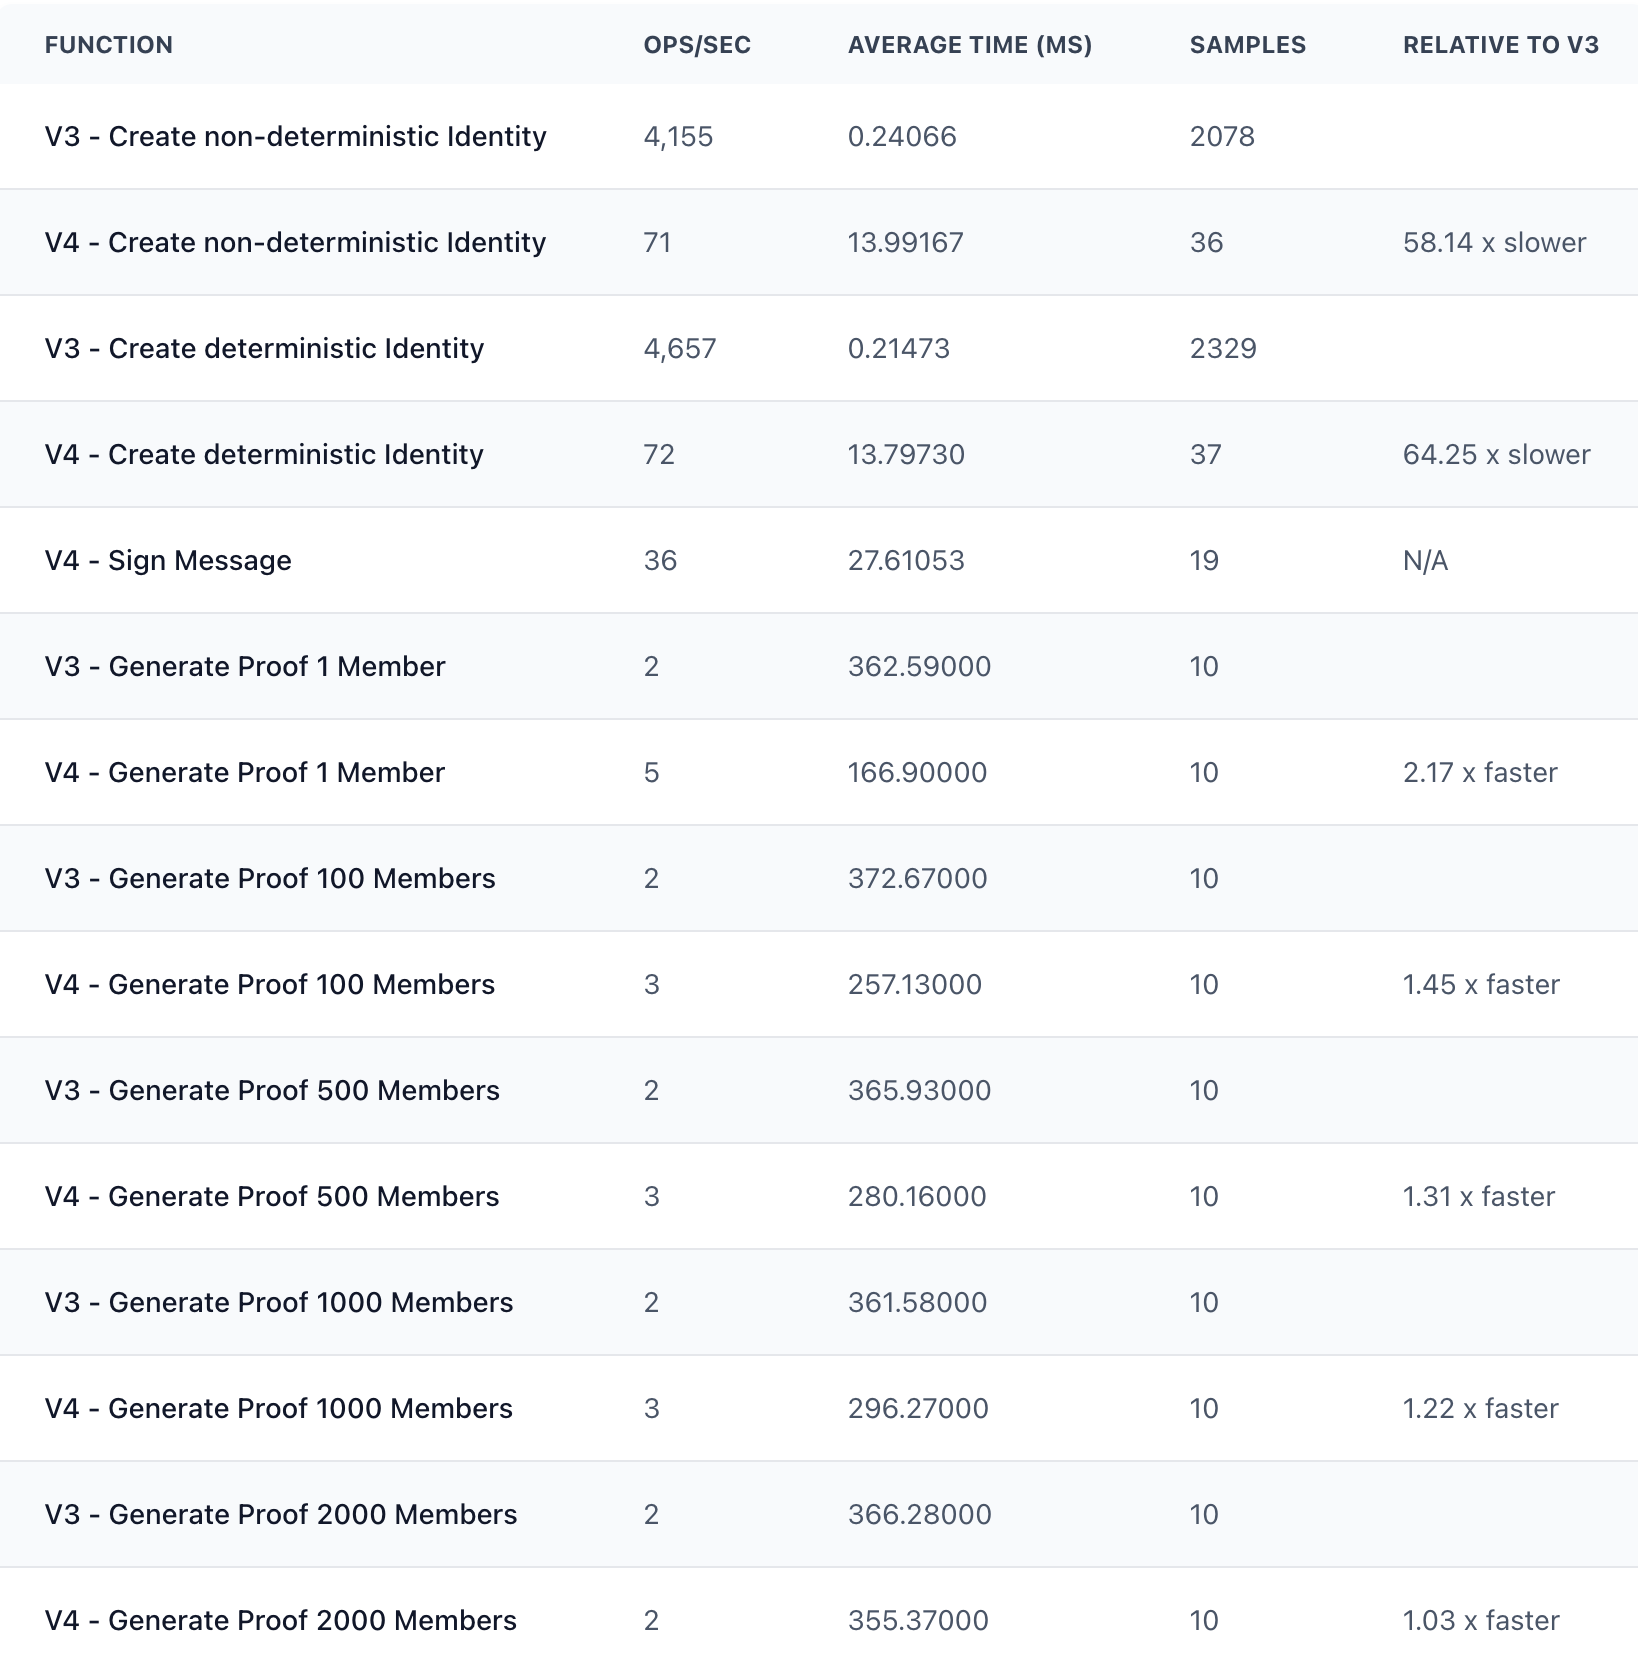 FUNCTION OPS/SEC AVERAGE TIME (MS) SAMPLES RELATIVE TO V3
V3 - Create non-deterministic Identity 4,155 0.24066 2078
V4 - Create non-deterministic Identity 71 13.99167 36 58.14 x slower
V3 - Create deterministic Identity 4,657 0.21473 2329
V4 - Create deterministic Identity 72 13.79730 37 64.25 x slower
V4 - Sign Message 36 27.61053 19 N/A
V3 - Generate Proof 1 Member 2 362.59000 10
V4 - Generate Proof 1 Member 5 166.90000 10 2.17 x faster
V3 - Generate Proof 100 Members 2 372.67000 10
V4 - Generate Proof 100 Members 3 257.13000 10 1.45 x faster
V3 - Generate Proof 500 Members 2 365.93000 10
V4 - Generate Proof 500 Members 3 280.16000 10 1.31 x faster
V3 - Generate Proof 1000 Members 2 361.58000 10
V4 - Generate Proof 1000 Members 3 296.27000 10 1.22 x faster
V3 - Generate Proof 2000 Members 2 366.28000 10
V4 - Generate Proof 2000 Members 2 355.37000 10 1.03 x faster